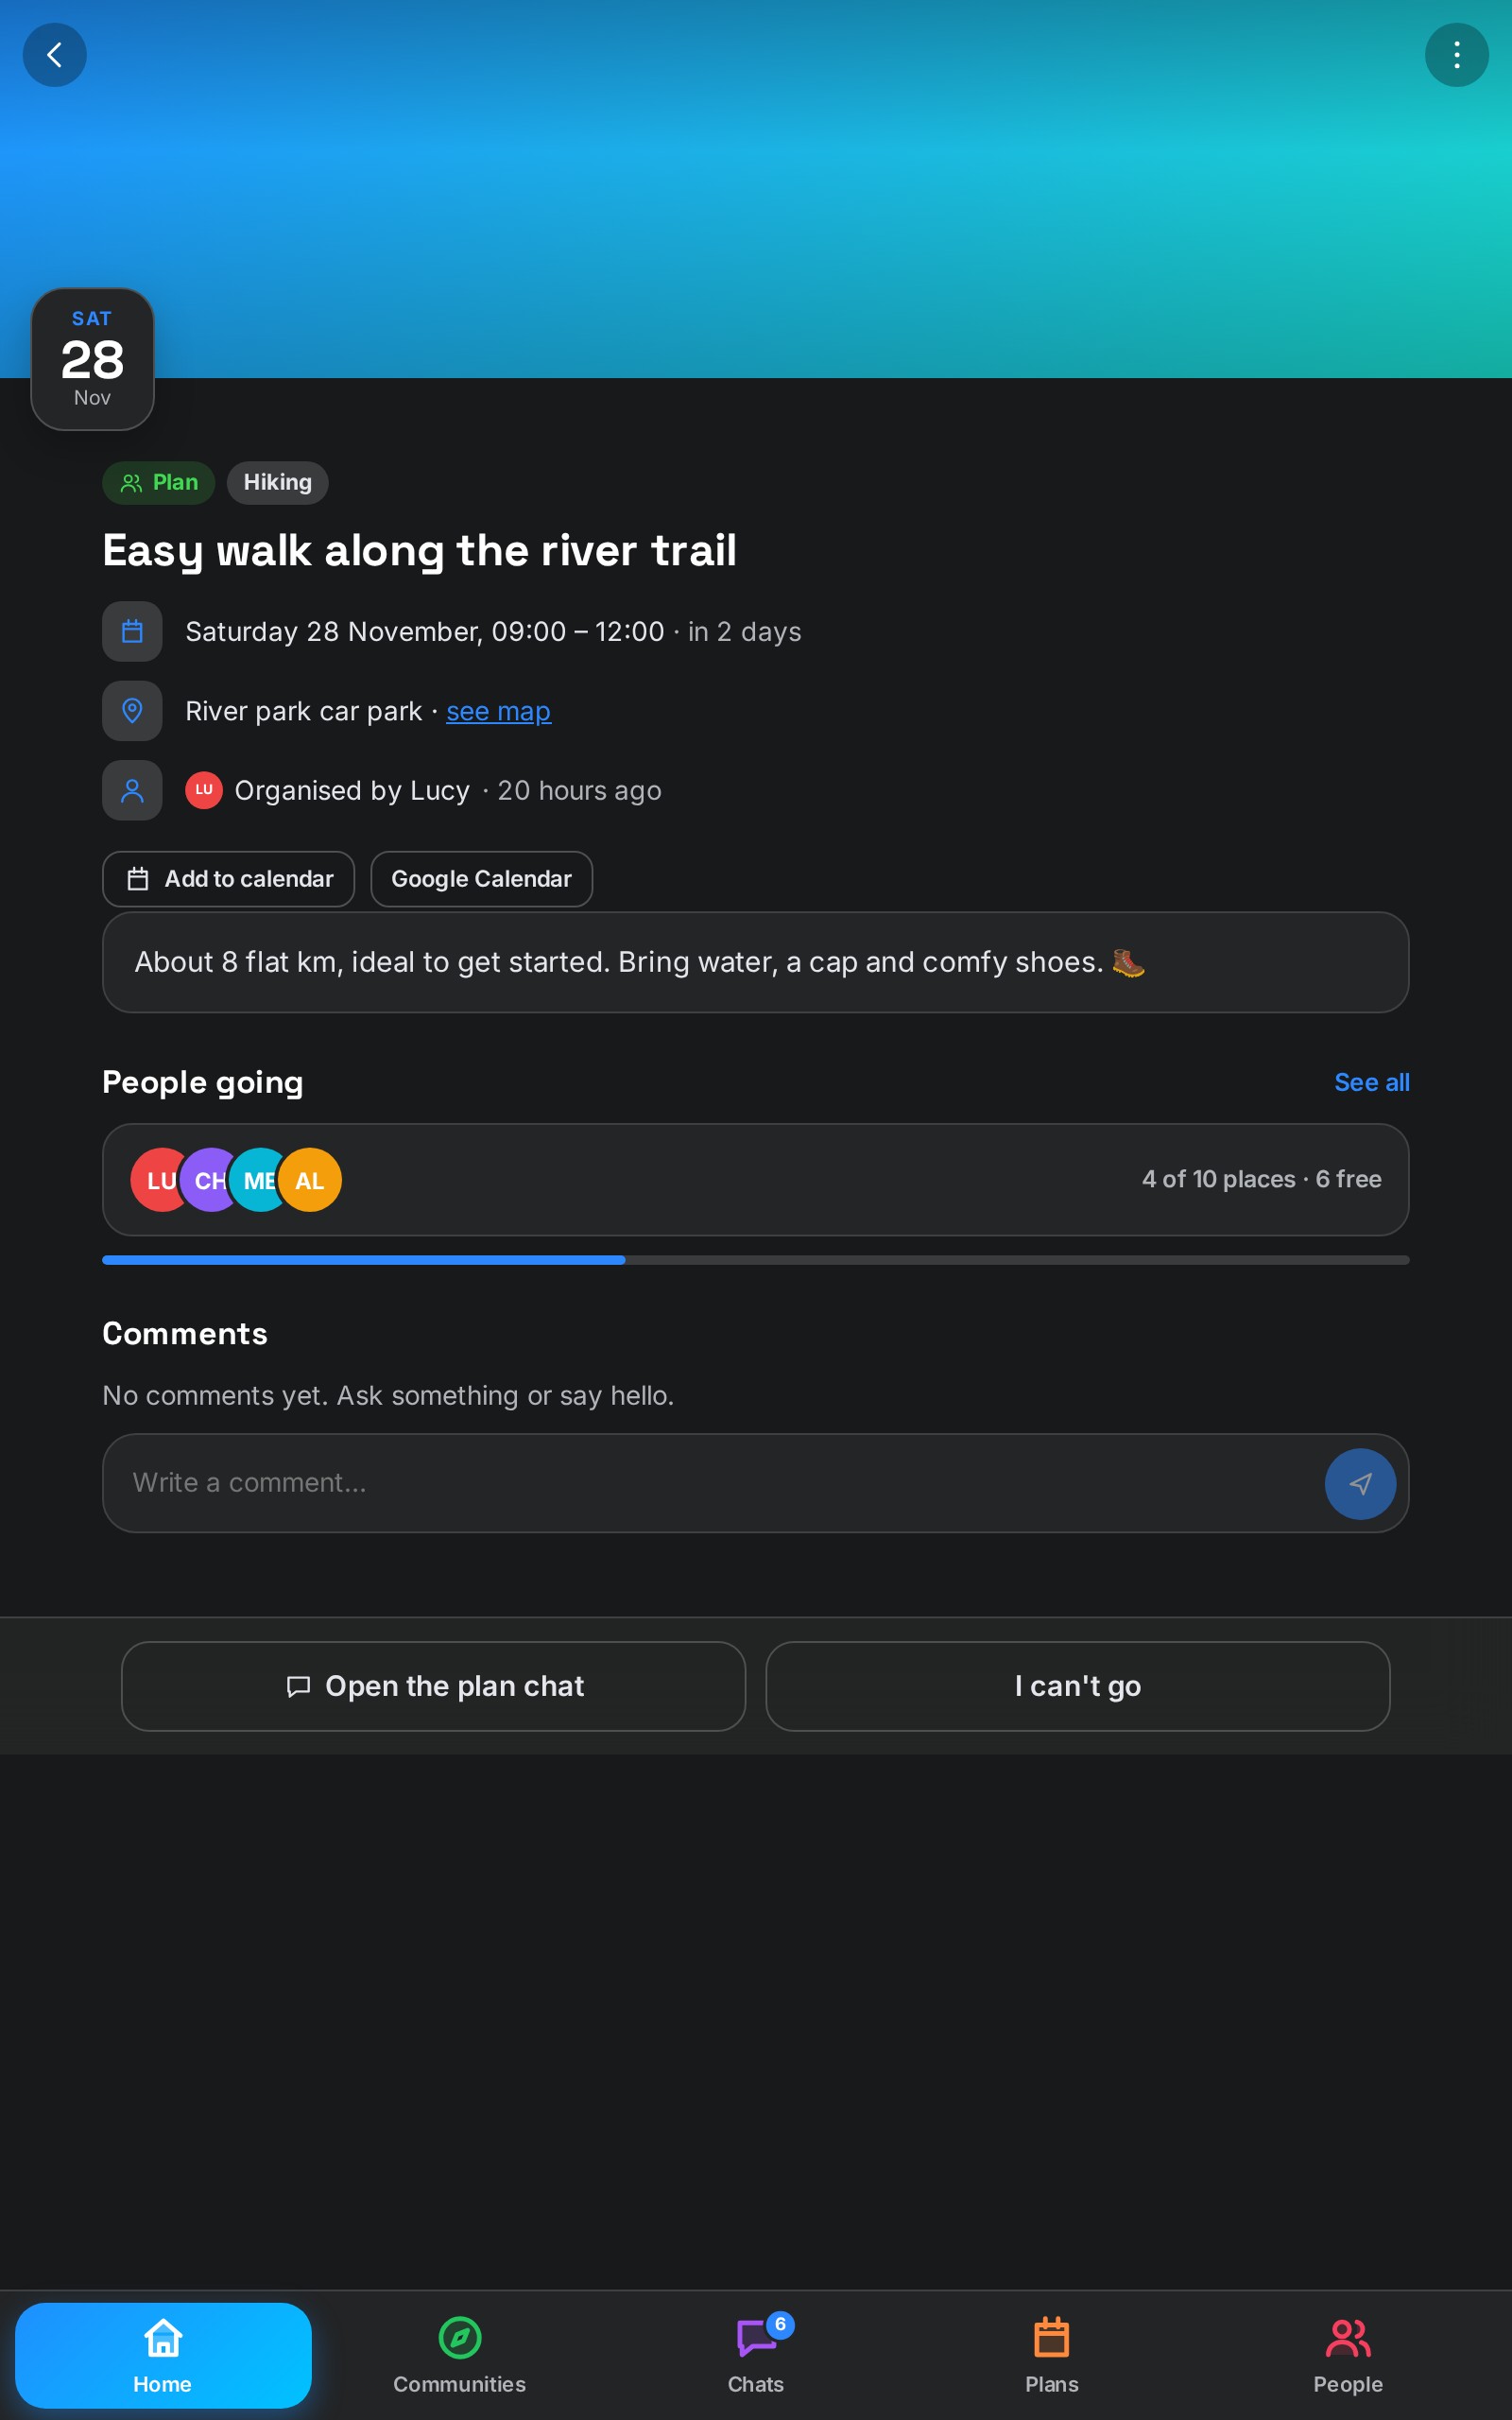 SAT
28
Nov
Plan
Hiking
Easy walk along the river trail
Saturday 28 November, 09:00 – 12:00 · in 2 days
River park car park · see map
LU Organised by Lucy · 20 hours ago
Add to calendar
Google Calendar
About 8 flat km, ideal to get started. Bring water, a cap and comfy shoes. 🥾
People going
See all
LU CH ME AL
4 of 10 places · 6 free
Comments
No comments yet. Ask something or say hello.
Write a comment...
Open the plan chat
I can't go
6
Home
Communities
Chats
Plans
People